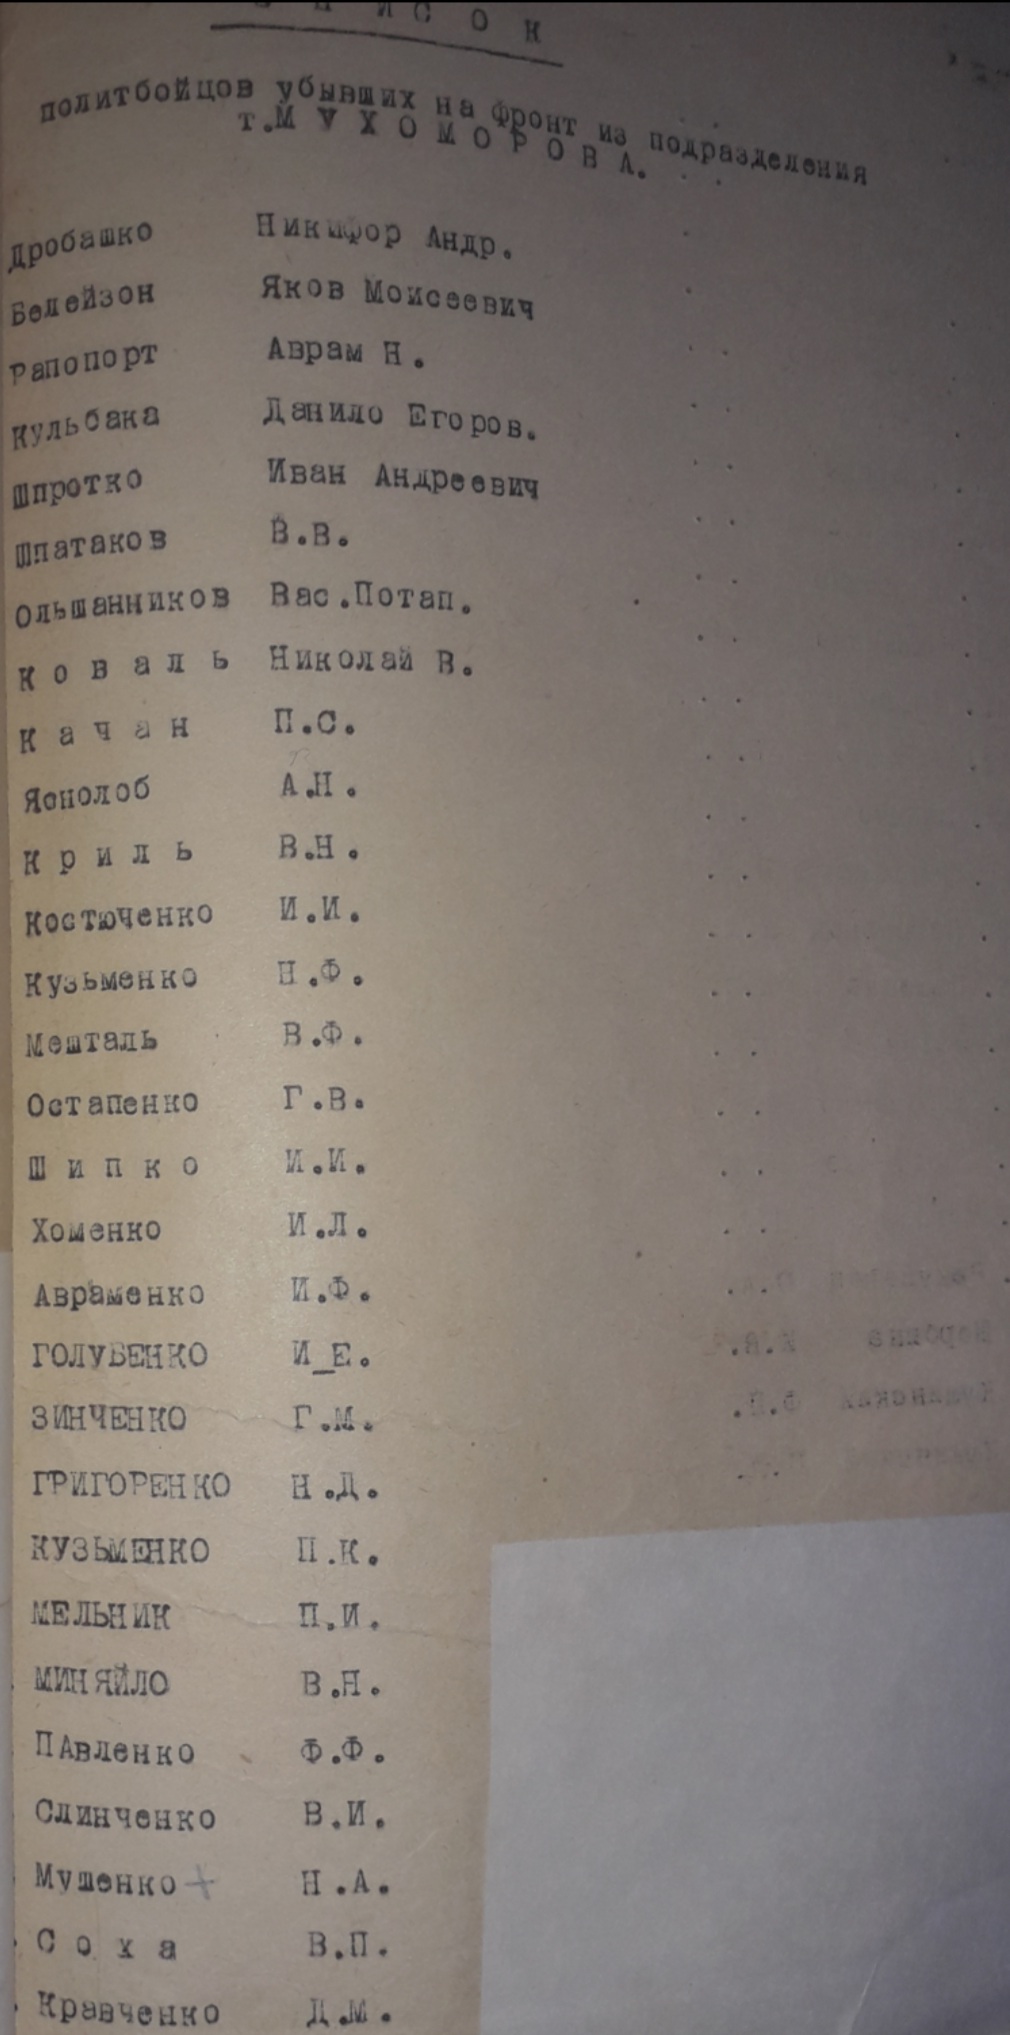 С П И С О К
политбойцов убывших на фронт из подразделения
т.М У Х О М О Р О В А.
Дробашко Никифор Андр.
Белейзон Яков Моисеевич
Рапопорт Аврам Н.
Кульбака Данило Егоров.
Шпротко Иван Андреевич
Шпатаков В.В.
Ольшанников Вас.Потап.
К о в а л ь Николай В.
К а ч а н П.С.
Яснолоб А.Н.
К р и л ь В.Н.
Костюченко И.И.
Кузьменко Н.Ф.
Мешталь В.Ф.
Остапенко Г.В.
Ш и п к о И.И.
Хоменко И.Л.
Авраменко И.Ф.
ГОЛУБЕНКО И_Е.
ЗИНЧЕНКО Г.М.
ГРИГОРЕНКО Н.Д.
КУЗЬМЕНКО П.К.
МЕЛЬНИК П.И.
МИНЯЙЛО В.Н.
ПАвленко Ф.Ф.
Слинченко В.И.
Мушенко + Н.А.
С о х а В.П.
Кравченко Д.М.